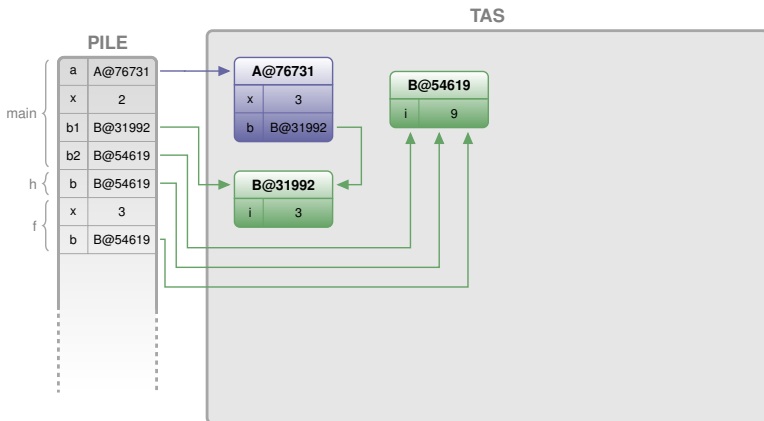 TAS
PILE
main
a A@76731
x 2
b1 B@31992
b2 B@54619
h
b B@54619
f
x 3
b B@54619
A@76731
x 3
b B@31992
B@31992
i 3
B@54619
i 9